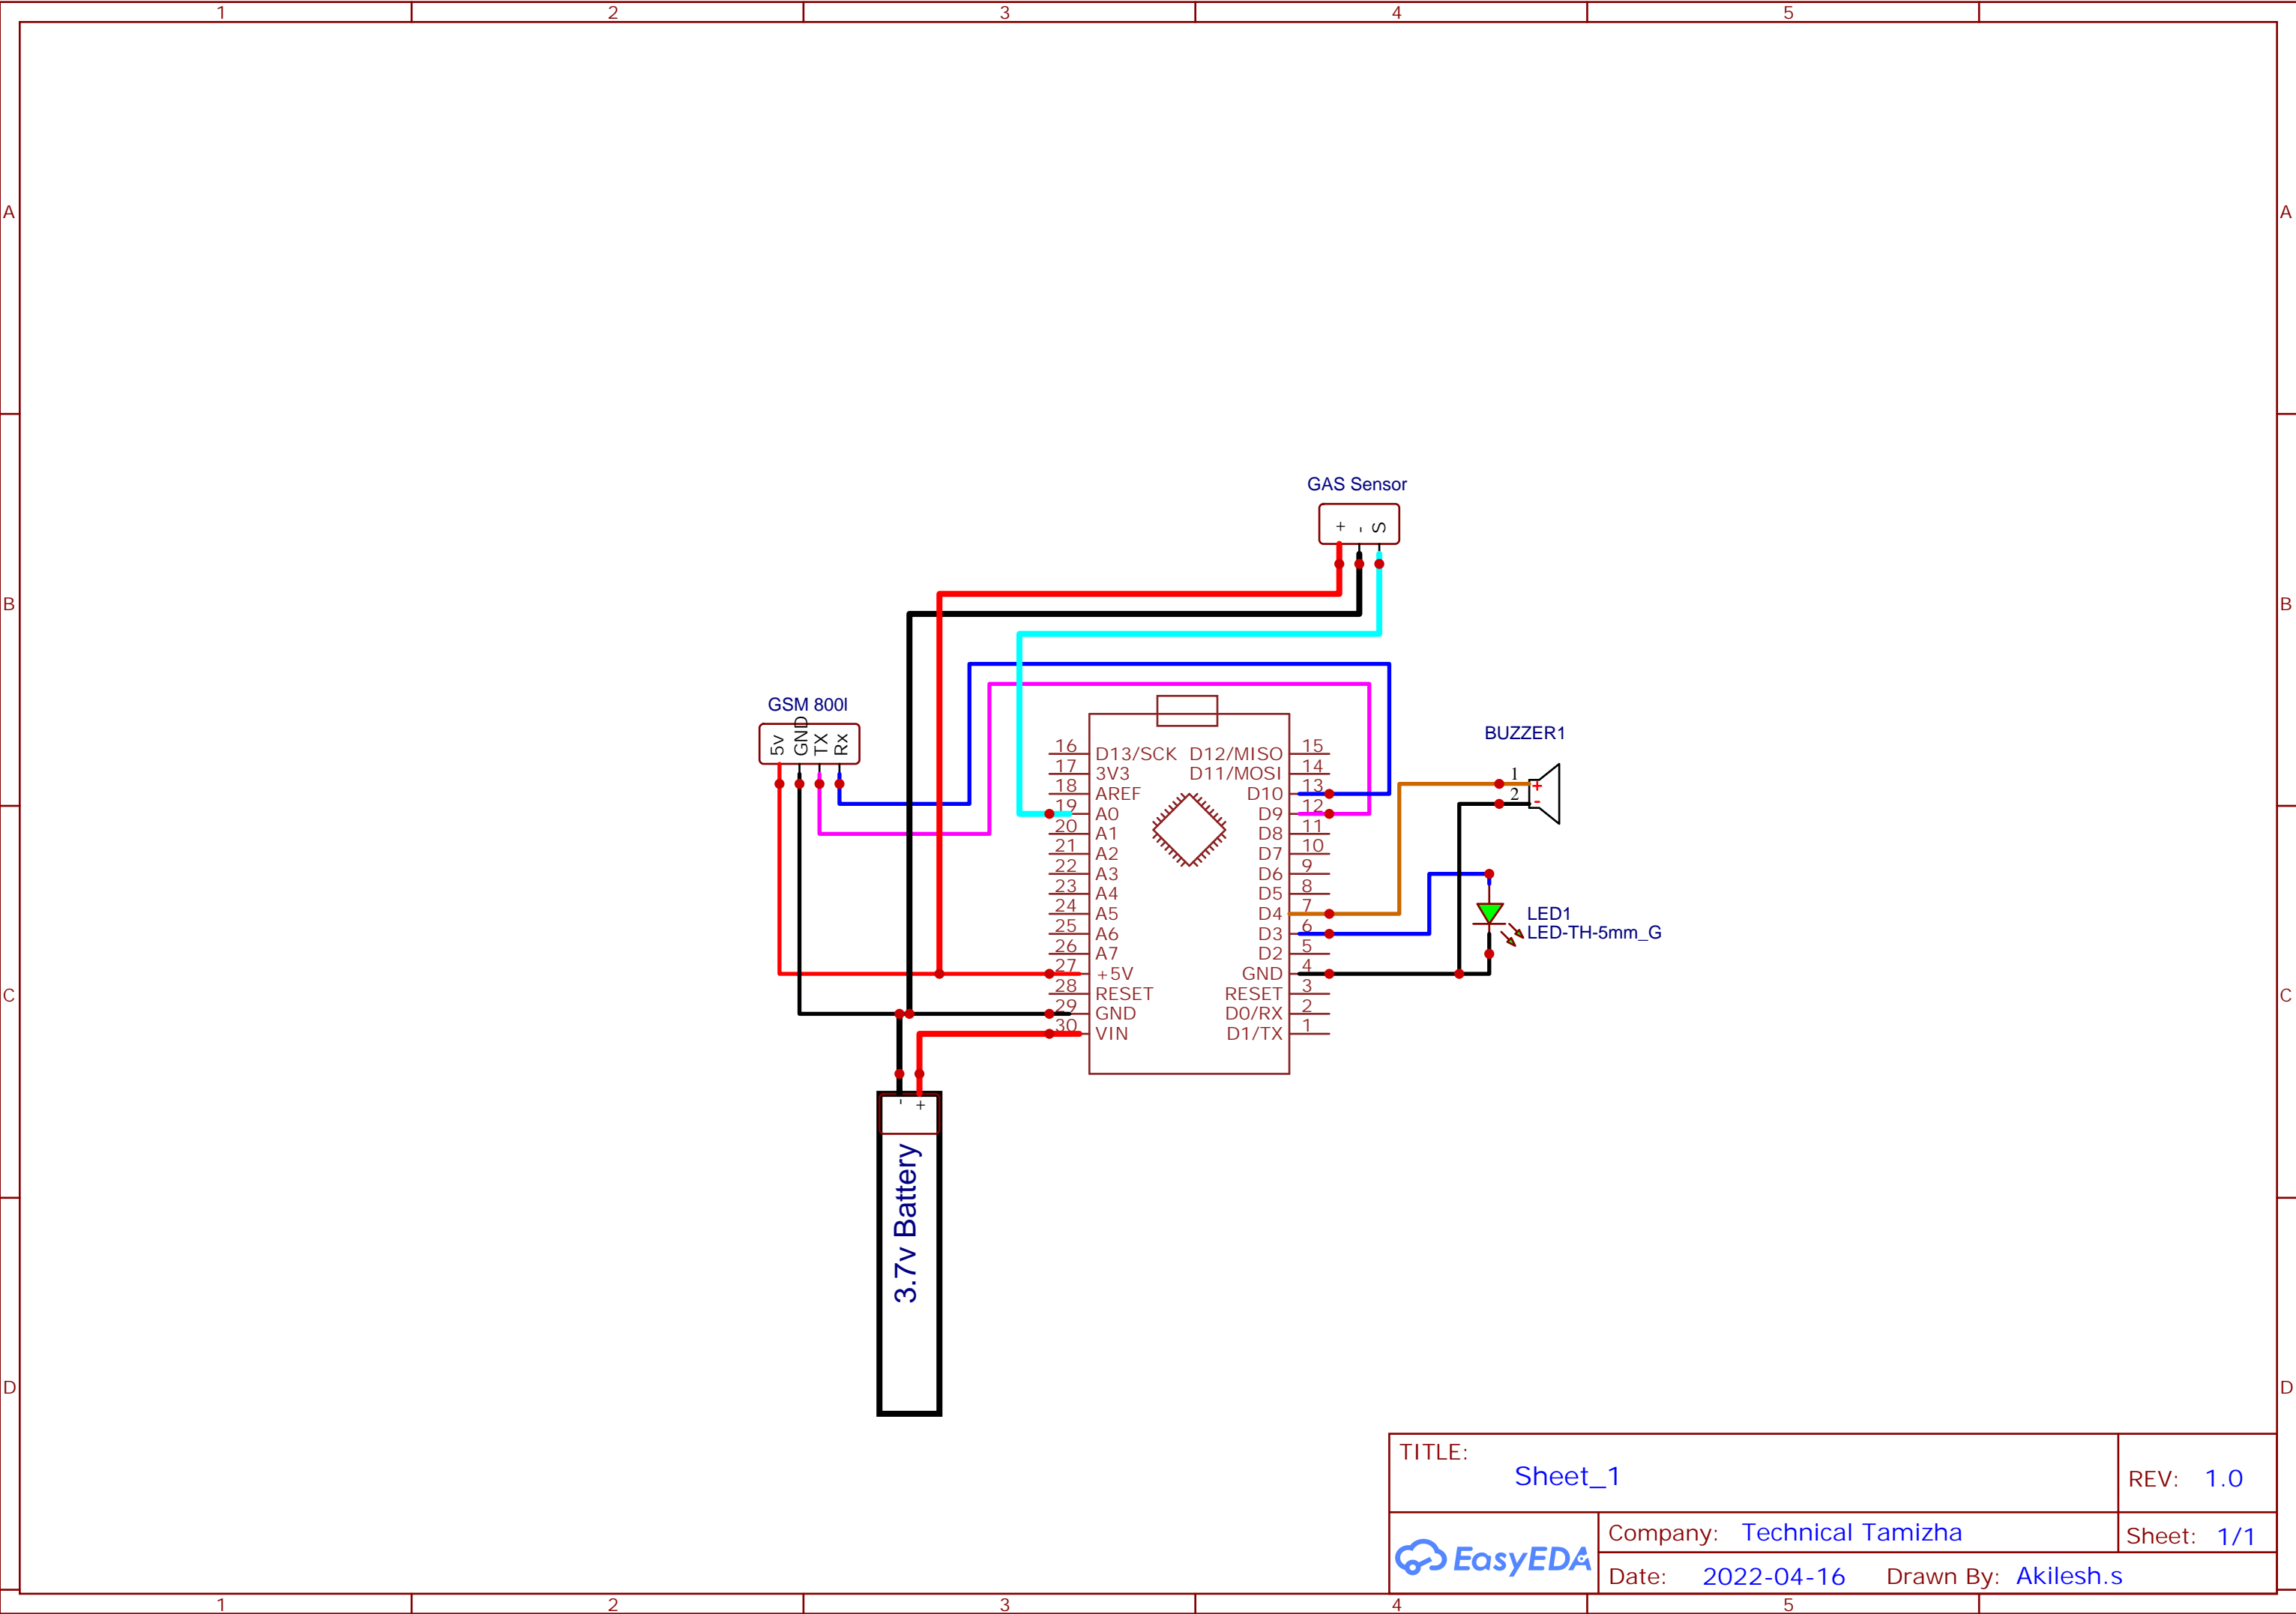 1 2 3 4 5
A A
B B
C C
D D
GAS Sensor
+ - S
GSM 800l
5v GND TX Rx
BUZZER1
1 +
2 -
16 D13/SCK D12/MISO 15
17 3V3 D11/MOSI 14
18 AREF D10 13
19 A0 D9 12
20 A1 D8 11
21 A2 D7 10
22 A3 D6 9
23 A4 D5 8
24 A5 D4 7
25 A6 D3 6
26 A7 D2 5
27 +5V GND 4
28 RESET RESET 3
29 GND D0/RX 2
30 VIN D1/TX 1
LED1
LED-TH-5mm_G
- +
3.7v Battery
TITLE:
Sheet_1
REV: 1.0
EasyEDA
Company: Technical Tamizha
Sheet: 1/1
Date: 2022-04-16 Drawn By: Akilesh.s
1 2 3 4 5